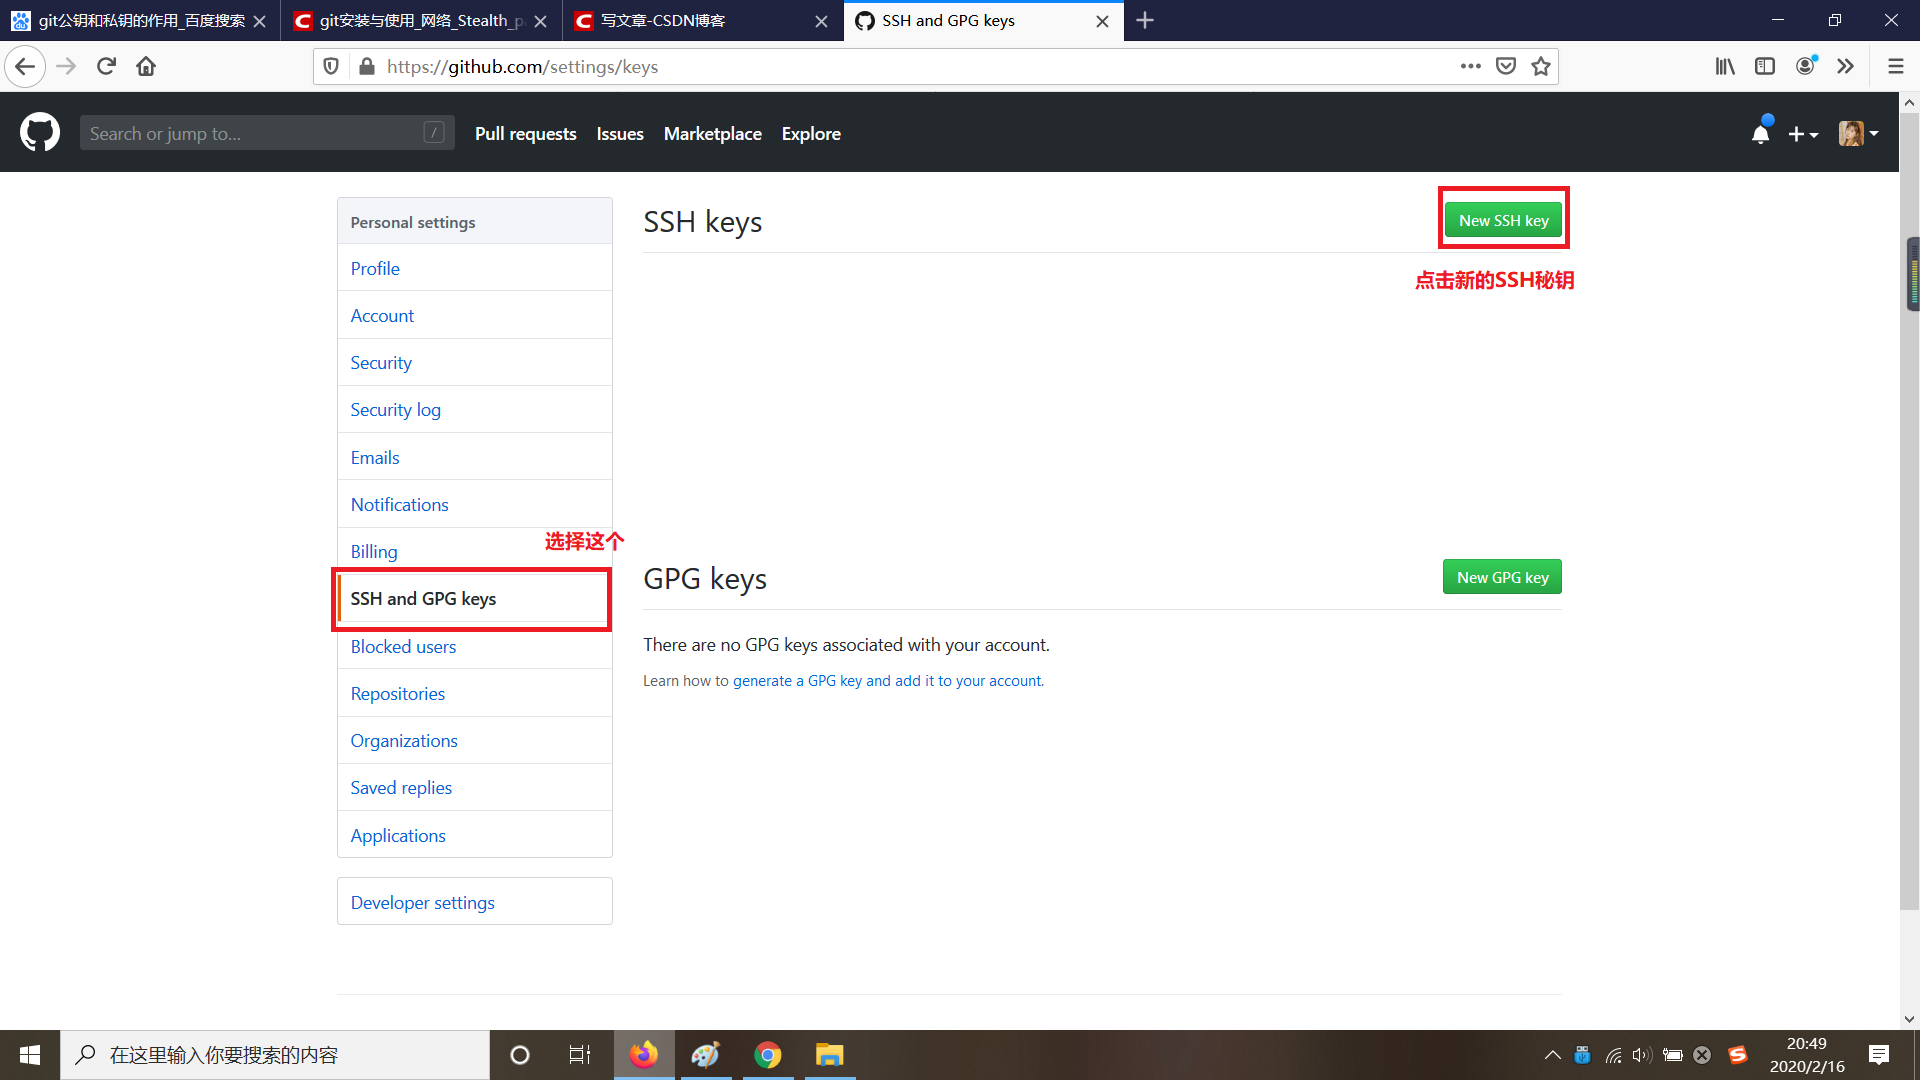 git公钥和私钥的作用_百度搜索
git安装与使用_网络_Stealth_p
写文章-CSDN博客
SSH and GPG keys
https://github.com/settings/keys
Search or jump to...
/
Pull requests
Issues
Marketplace
Explore
Personal settings
Profile
Account
Security
Security log
Emails
Notifications
Billing
选择这个
SSH and GPG keys
Blocked users
Repositories
Organizations
Saved replies
Applications
Developer settings
SSH keys
New SSH key
点击新的SSH秘钥
GPG keys
New GPG key
There are no GPG keys associated with your account.
Learn how to generate a GPG key and add it to your account.
在这里输入你要搜索的内容
20:49
2020/2/16